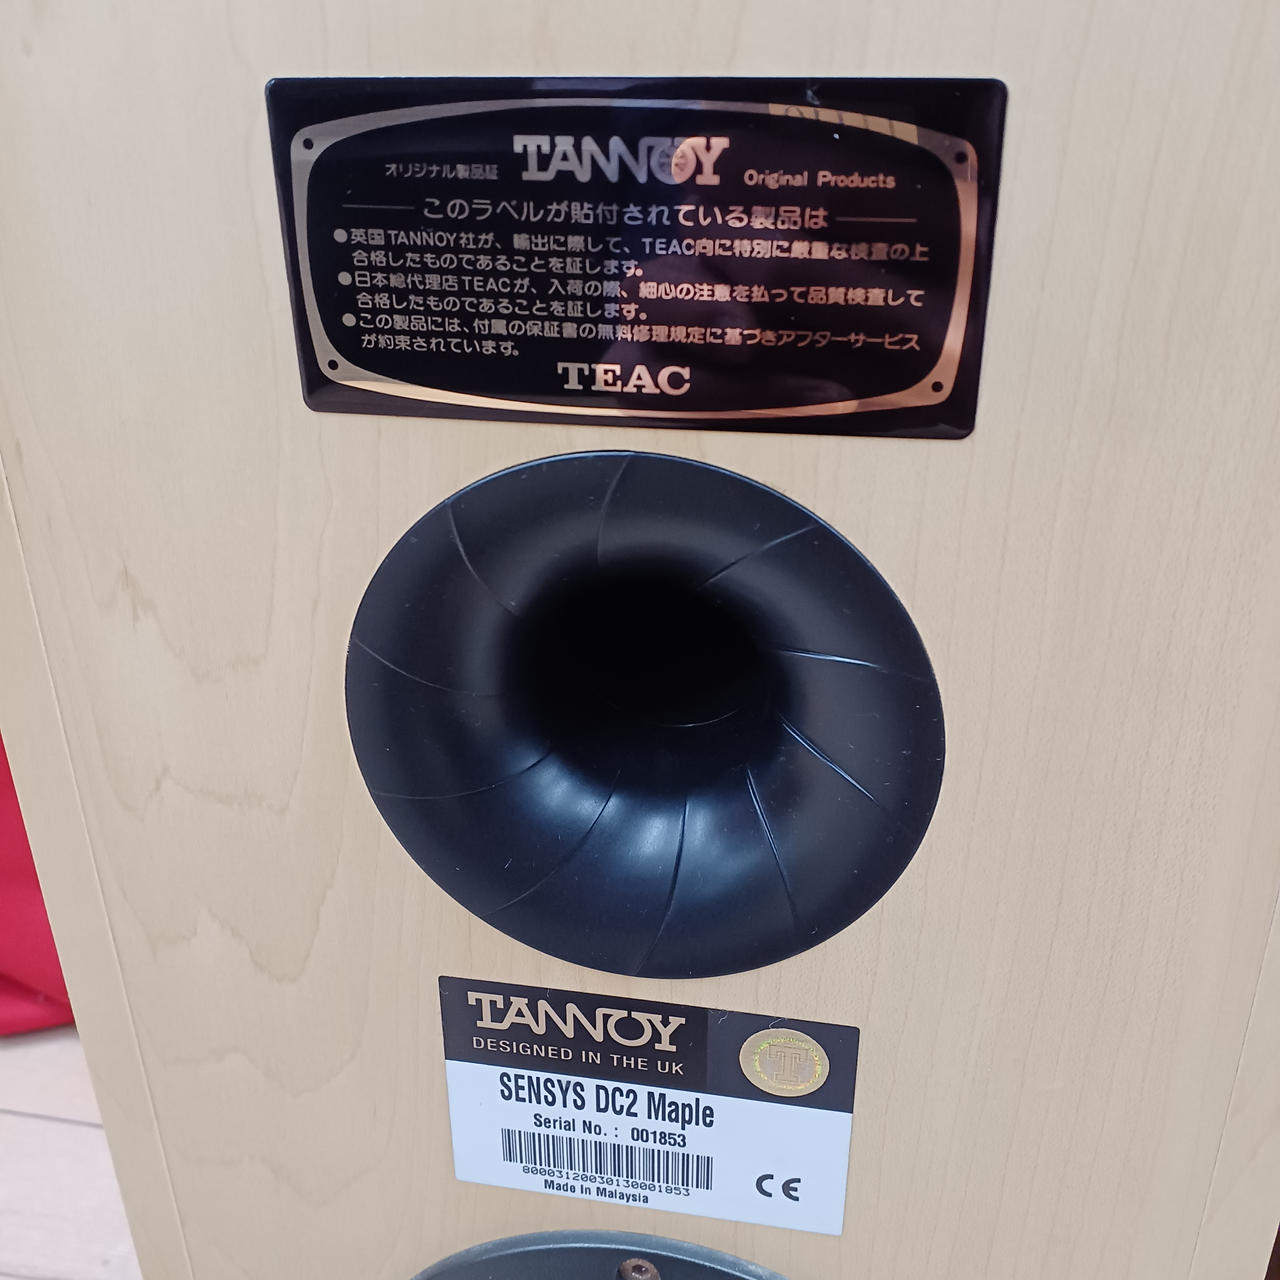 オリジナル製品証 TANNOY Original Products
このラベルが貼付されている製品は
●英国TANNOY社が、輸出に際して、TEAC向に特別に厳重な検査の上
合格したものであることを証します。
●日本総代理店TEACが、入荷の際、細心の注意を払って品質検査して
合格したものであることを証します。
●この製品には、付属の保証書の無料修理規定に基づきアフターサービス
が約束されています。
TEAC
TANNOY
DESIGNED IN THE UK
T
SENSYS DC2 Maple
Serial No. : 001853
80003120030130001853
Made In Malaysia
CE